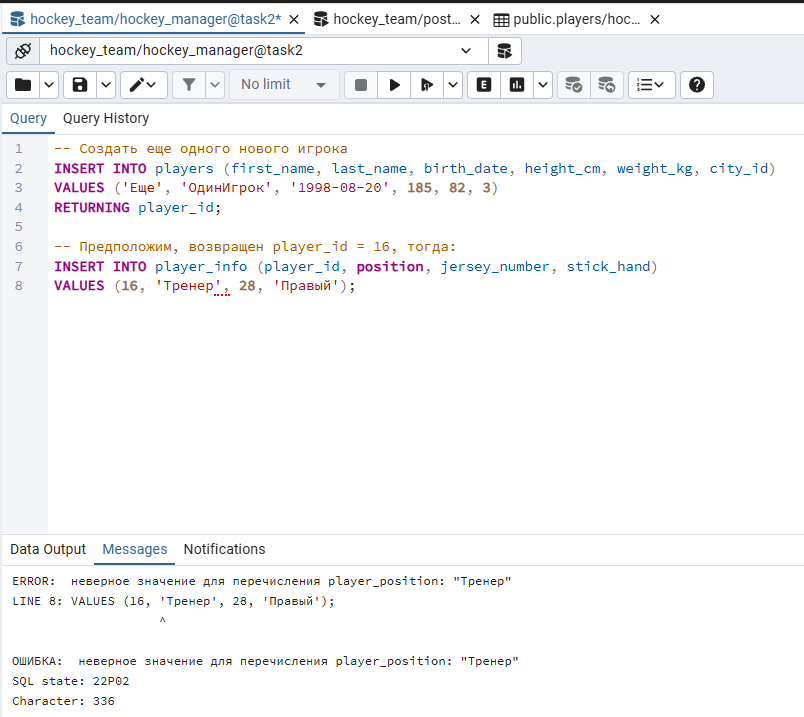 hockey_team/hockey_manager@task2*
hockey_team/post...
public.players/hoc...
hockey_team/hockey_manager@task2
No limit
E
Query
Query History
1 -- Создать еще одного нового игрока
2 INSERT INTO players (first_name, last_name, birth_date, height_cm, weight_kg, city_id)
3 VALUES ('Еще', 'ОдинИгрок', '1998-08-20', 185, 82, 3)
4 RETURNING player_id;
5
6 -- Предположим, возвращен player_id = 16, тогда:
7 INSERT INTO player_info (player_id, position, jersey_number, stick_hand)
8 VALUES (16, 'Тренер', 28, 'Правый');
Data Output
Messages
Notifications
ERROR:  неверное значение для перечисления player_position: "Тренер"
LINE 8: VALUES (16, 'Тренер', 28, 'Правый');
^
ОШИБКА:  неверное значение для перечисления player_position: "Тренер"
SQL state: 22P02
Character: 336